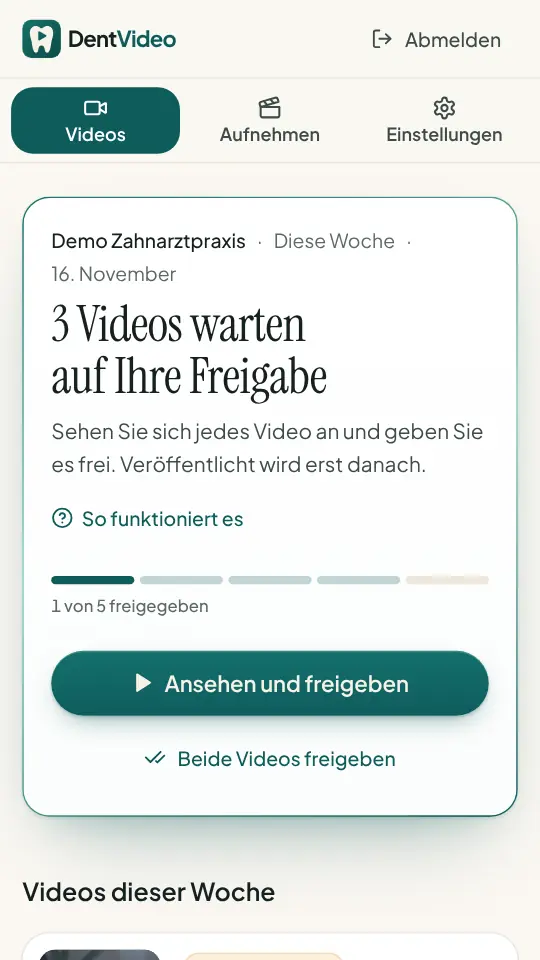 DentVideo
Abmelden
Videos
Aufnehmen
Einstellungen
Demo Zahnarztpraxis · Diese Woche ·
16. November
3 Videos warten
auf Ihre Freigabe
Sehen Sie sich jedes Video an und geben Sie
es frei. Veröffentlicht wird erst danach.
So funktioniert es
1 von 5 freigegeben
Ansehen und freigeben
Beide Videos freigeben
Videos dieser Woche